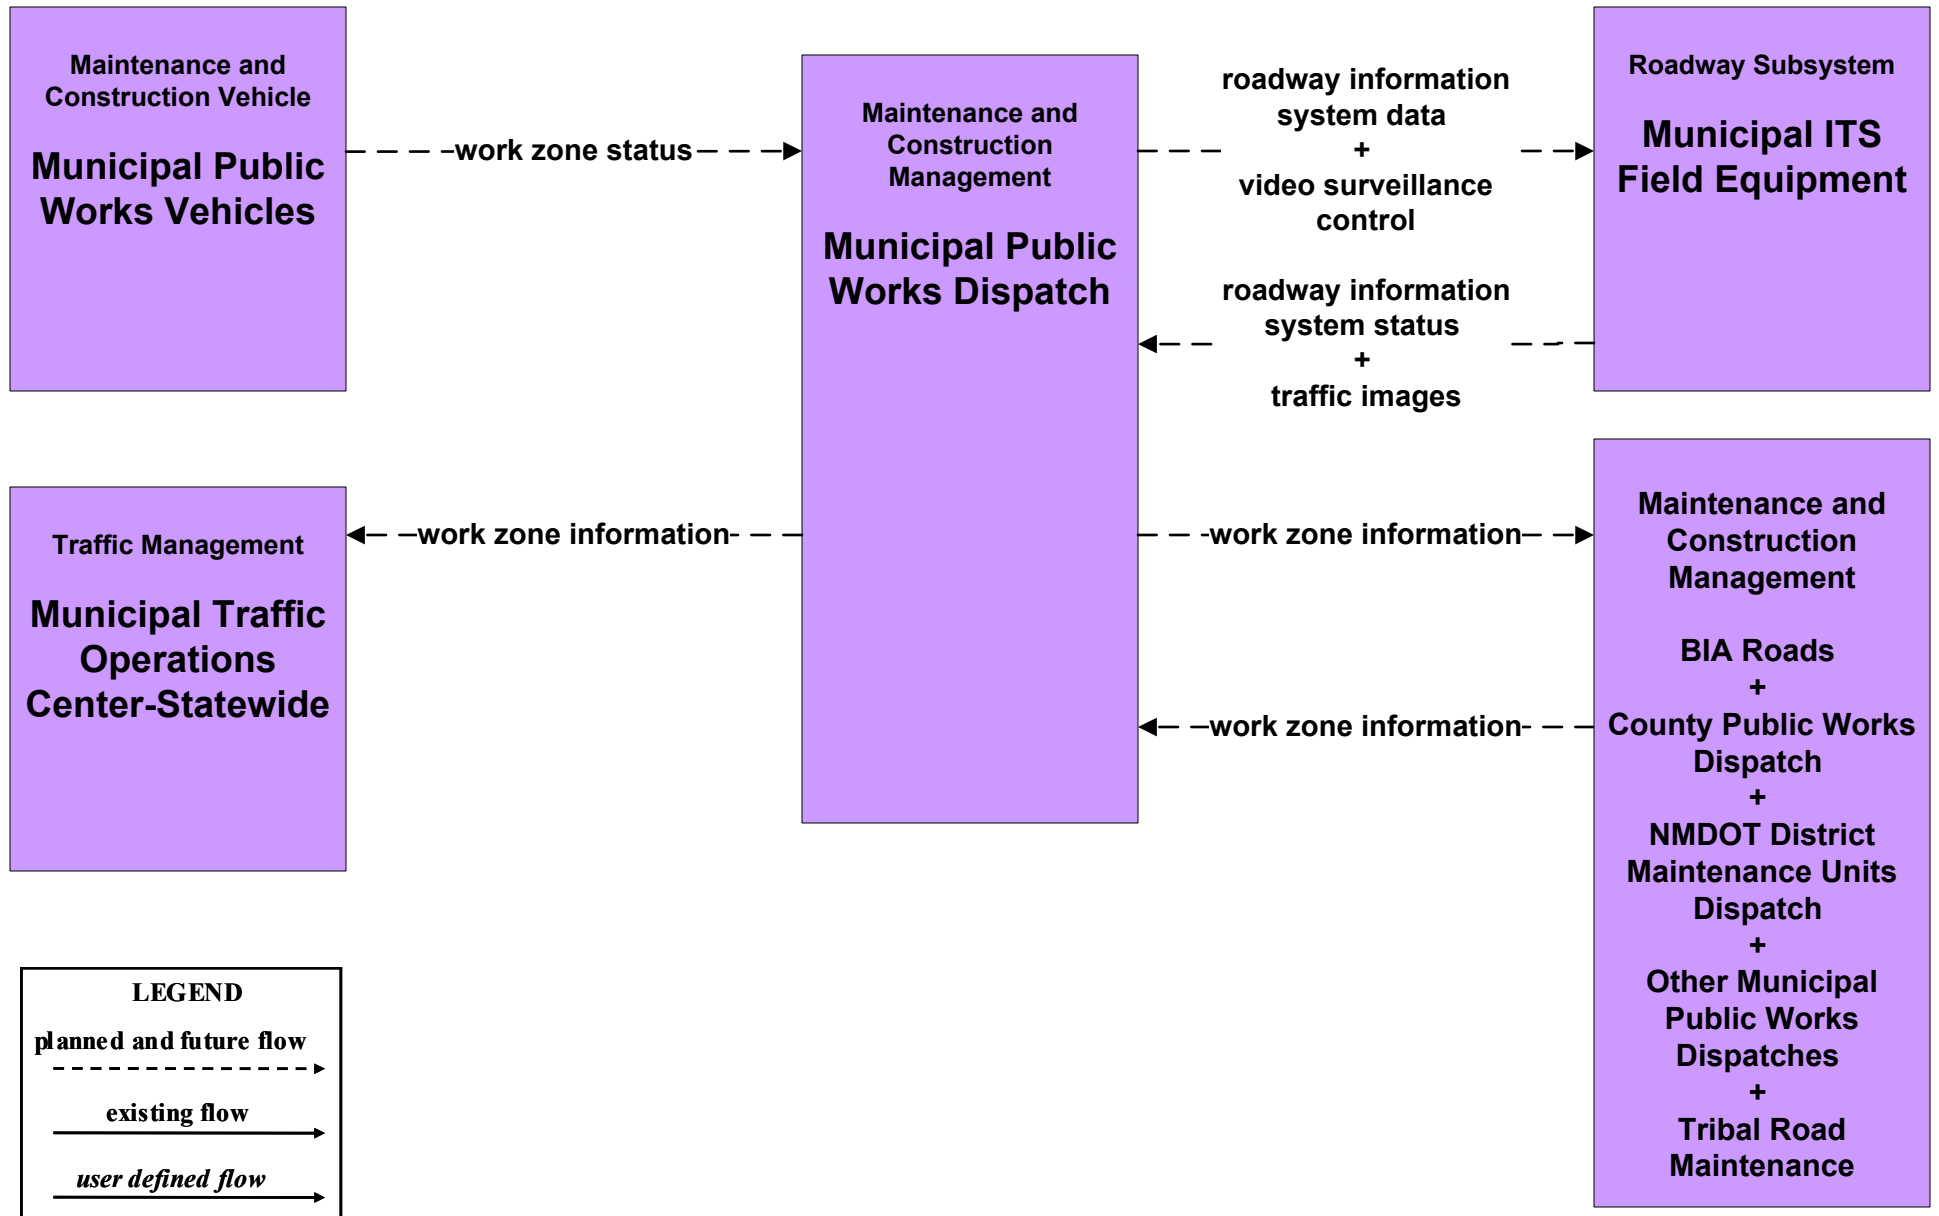 Maintenance and
Construction Vehicle
Municipal Public
Works Vehicles
work zone status
Maintenance and
Construction
Management
Municipal Public
Works Dispatch
roadway information
system data
+
video surveillance
control
roadway information
system status
+
traffic images
Roadway Subsystem
Municipal ITS
Field Equipment
Traffic Management
Municipal Traffic
Operations
Center-Statewide
work zone information
work zone information
work zone information
Maintenance and
Construction
Management
BIA Roads
+
County Public Works
Dispatch
+
NMDOT District
Maintenance Units
Dispatch
+
Other Municipal
Public Works
Dispatches
+
Tribal Road
Maintenance
LEGEND
planned and future flow
existing flow
user defined flow